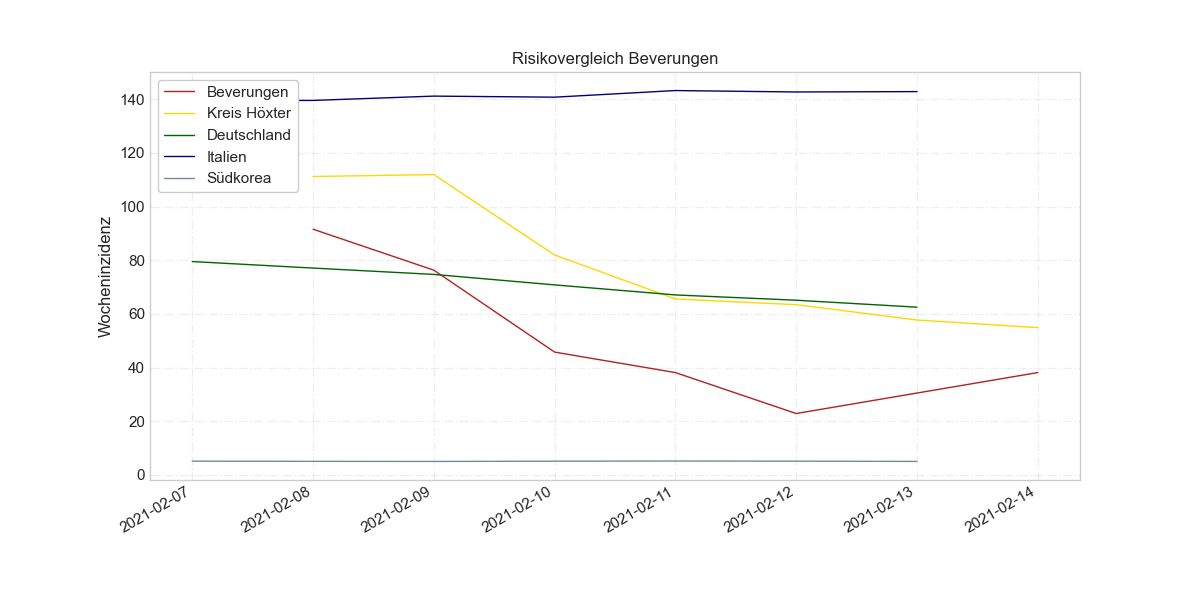 Risikovergleich Beverungen
Beverungen
Kreis Höxter
Deutschland
Italien
Südkorea
Wocheninzidenz
140
120
100
80
60
40
20
0
2021-02-07
2021-02-08
2021-02-09
2021-02-10
2021-02-11
2021-02-12
2021-02-13
2021-02-14